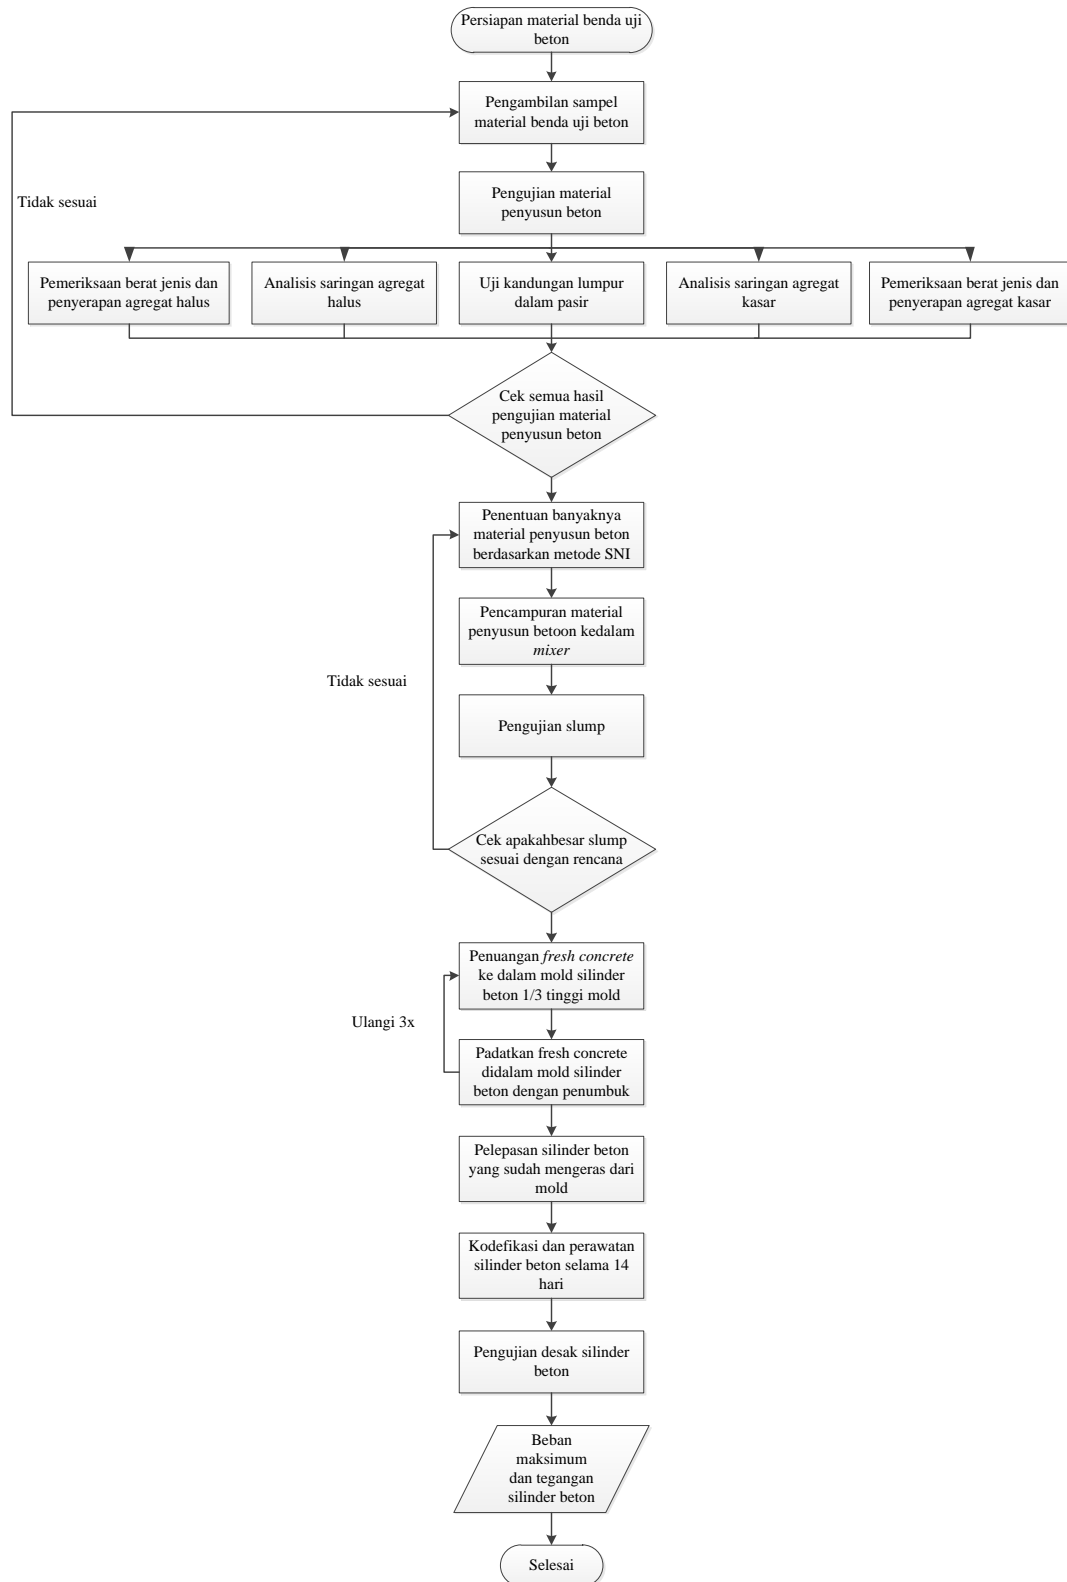 Persiapan material benda uji
beton
Pengambilan sampel
material benda uji beton
Tidak sesuai
Pengujian material
penyusun beton
Pemeriksaan berat jenis dan
penyerapan agregat halus
Analisis saringan agregat
halus
Uji kandungan lumpur
dalam pasir
Analisis saringan agregat
kasar
Pemeriksaan berat jenis dan
penyerapan agregat kasar
Cek semua hasil
pengujian material
penyusun beton
Penentuan banyaknya
material penyusun beton
berdasarkan metode SNI
Pencampuran material
penyusun betoon kedalam
mixer
Tidak sesuai
Pengujian slump
Cek apakahbesar slump
sesuai dengan rencana
Penuangan fresh concrete
ke dalam mold silinder
beton 1/3 tinggi mold
Ulangi 3x
Padatkan fresh concrete
didalam mold silinder
beton dengan penumbuk
Pelepasan silinder beton
yang sudah mengeras dari
mold
Kodefikasi dan perawatan
silinder beton selama 14
hari
Pengujian desak silinder
beton
Beban
maksimum
dan tegangan
silinder beton
Selesai